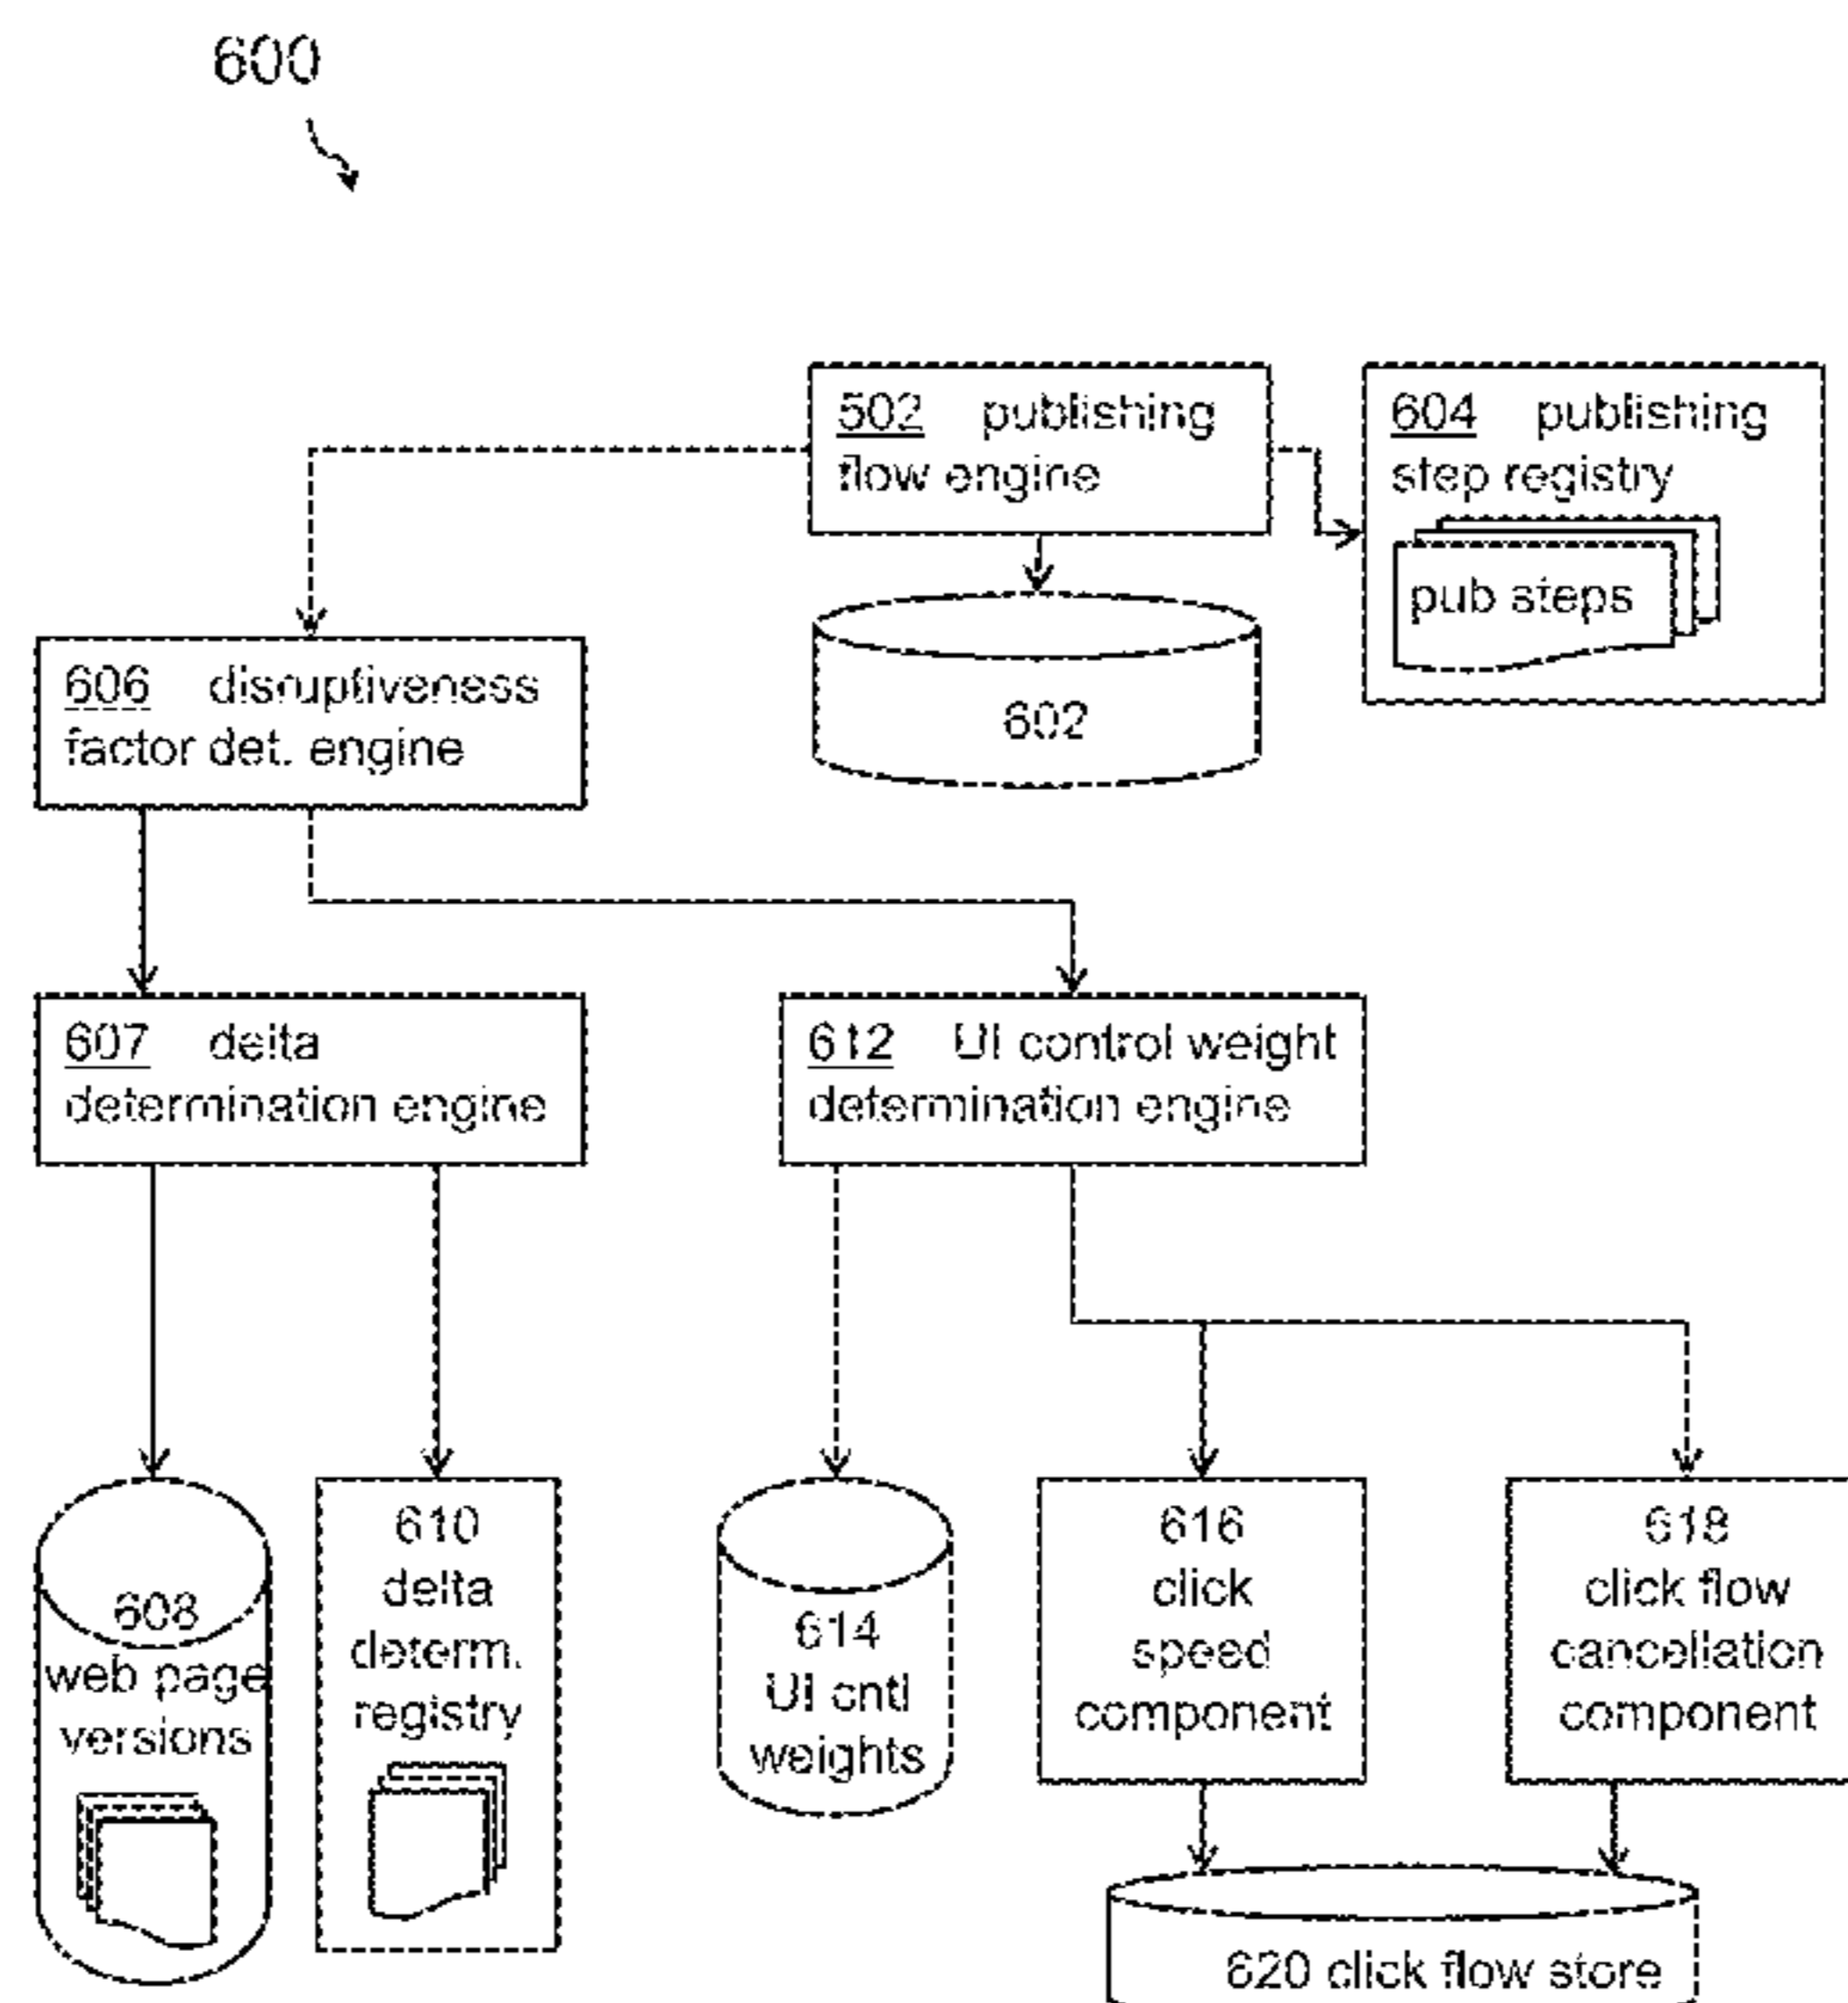 600
502 publishing
flow engine
604 publishing
step registry
pub steps
602
606 disruptiveness
factor det. engine
607 delta
determination engine
612 UI control weight
determination engine
608
web page
versions
610
delta
determ.
registry
614
UI cntl
weights
616
click
speed
component
618
click flow
cancellation
component
620 click flow store